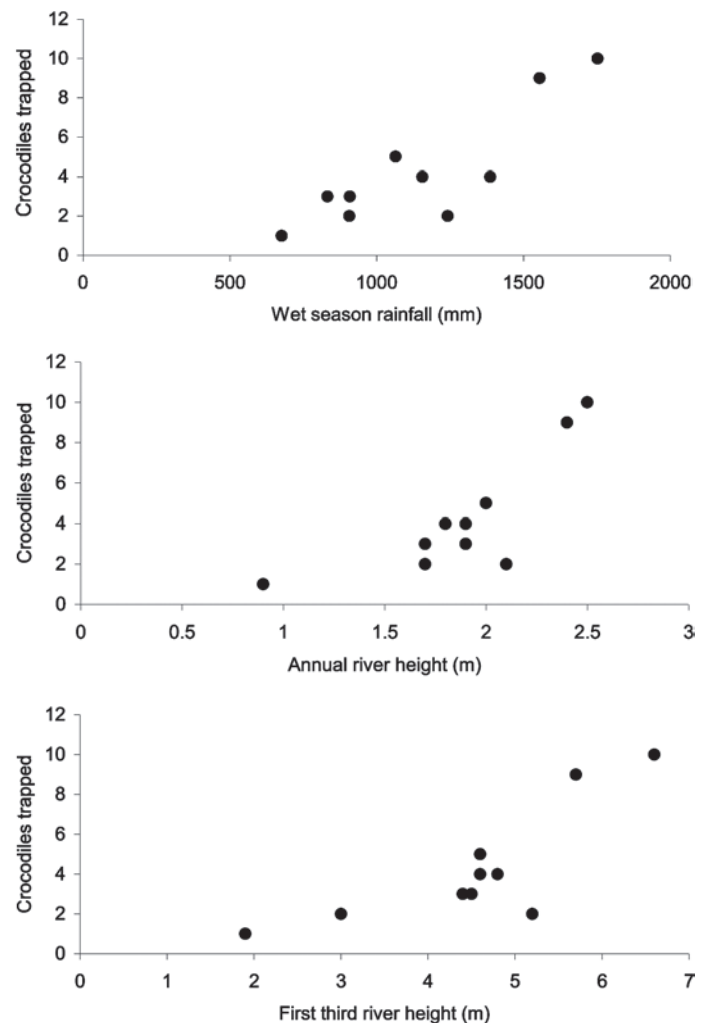 Crocodiles trapped
12
10
8
6
4
2
0
0 500 1000 1500 2000
Wet season rainfall (mm)
Crocodiles trapped
12
10
8
6
4
2
0
0 0.5 1 1.5 2 2.5 3
Annual river height (m)
Crocodiles trapped
12
10
8
6
4
2
0
0 1 2 3 4 5 6 7
First third river height (m)